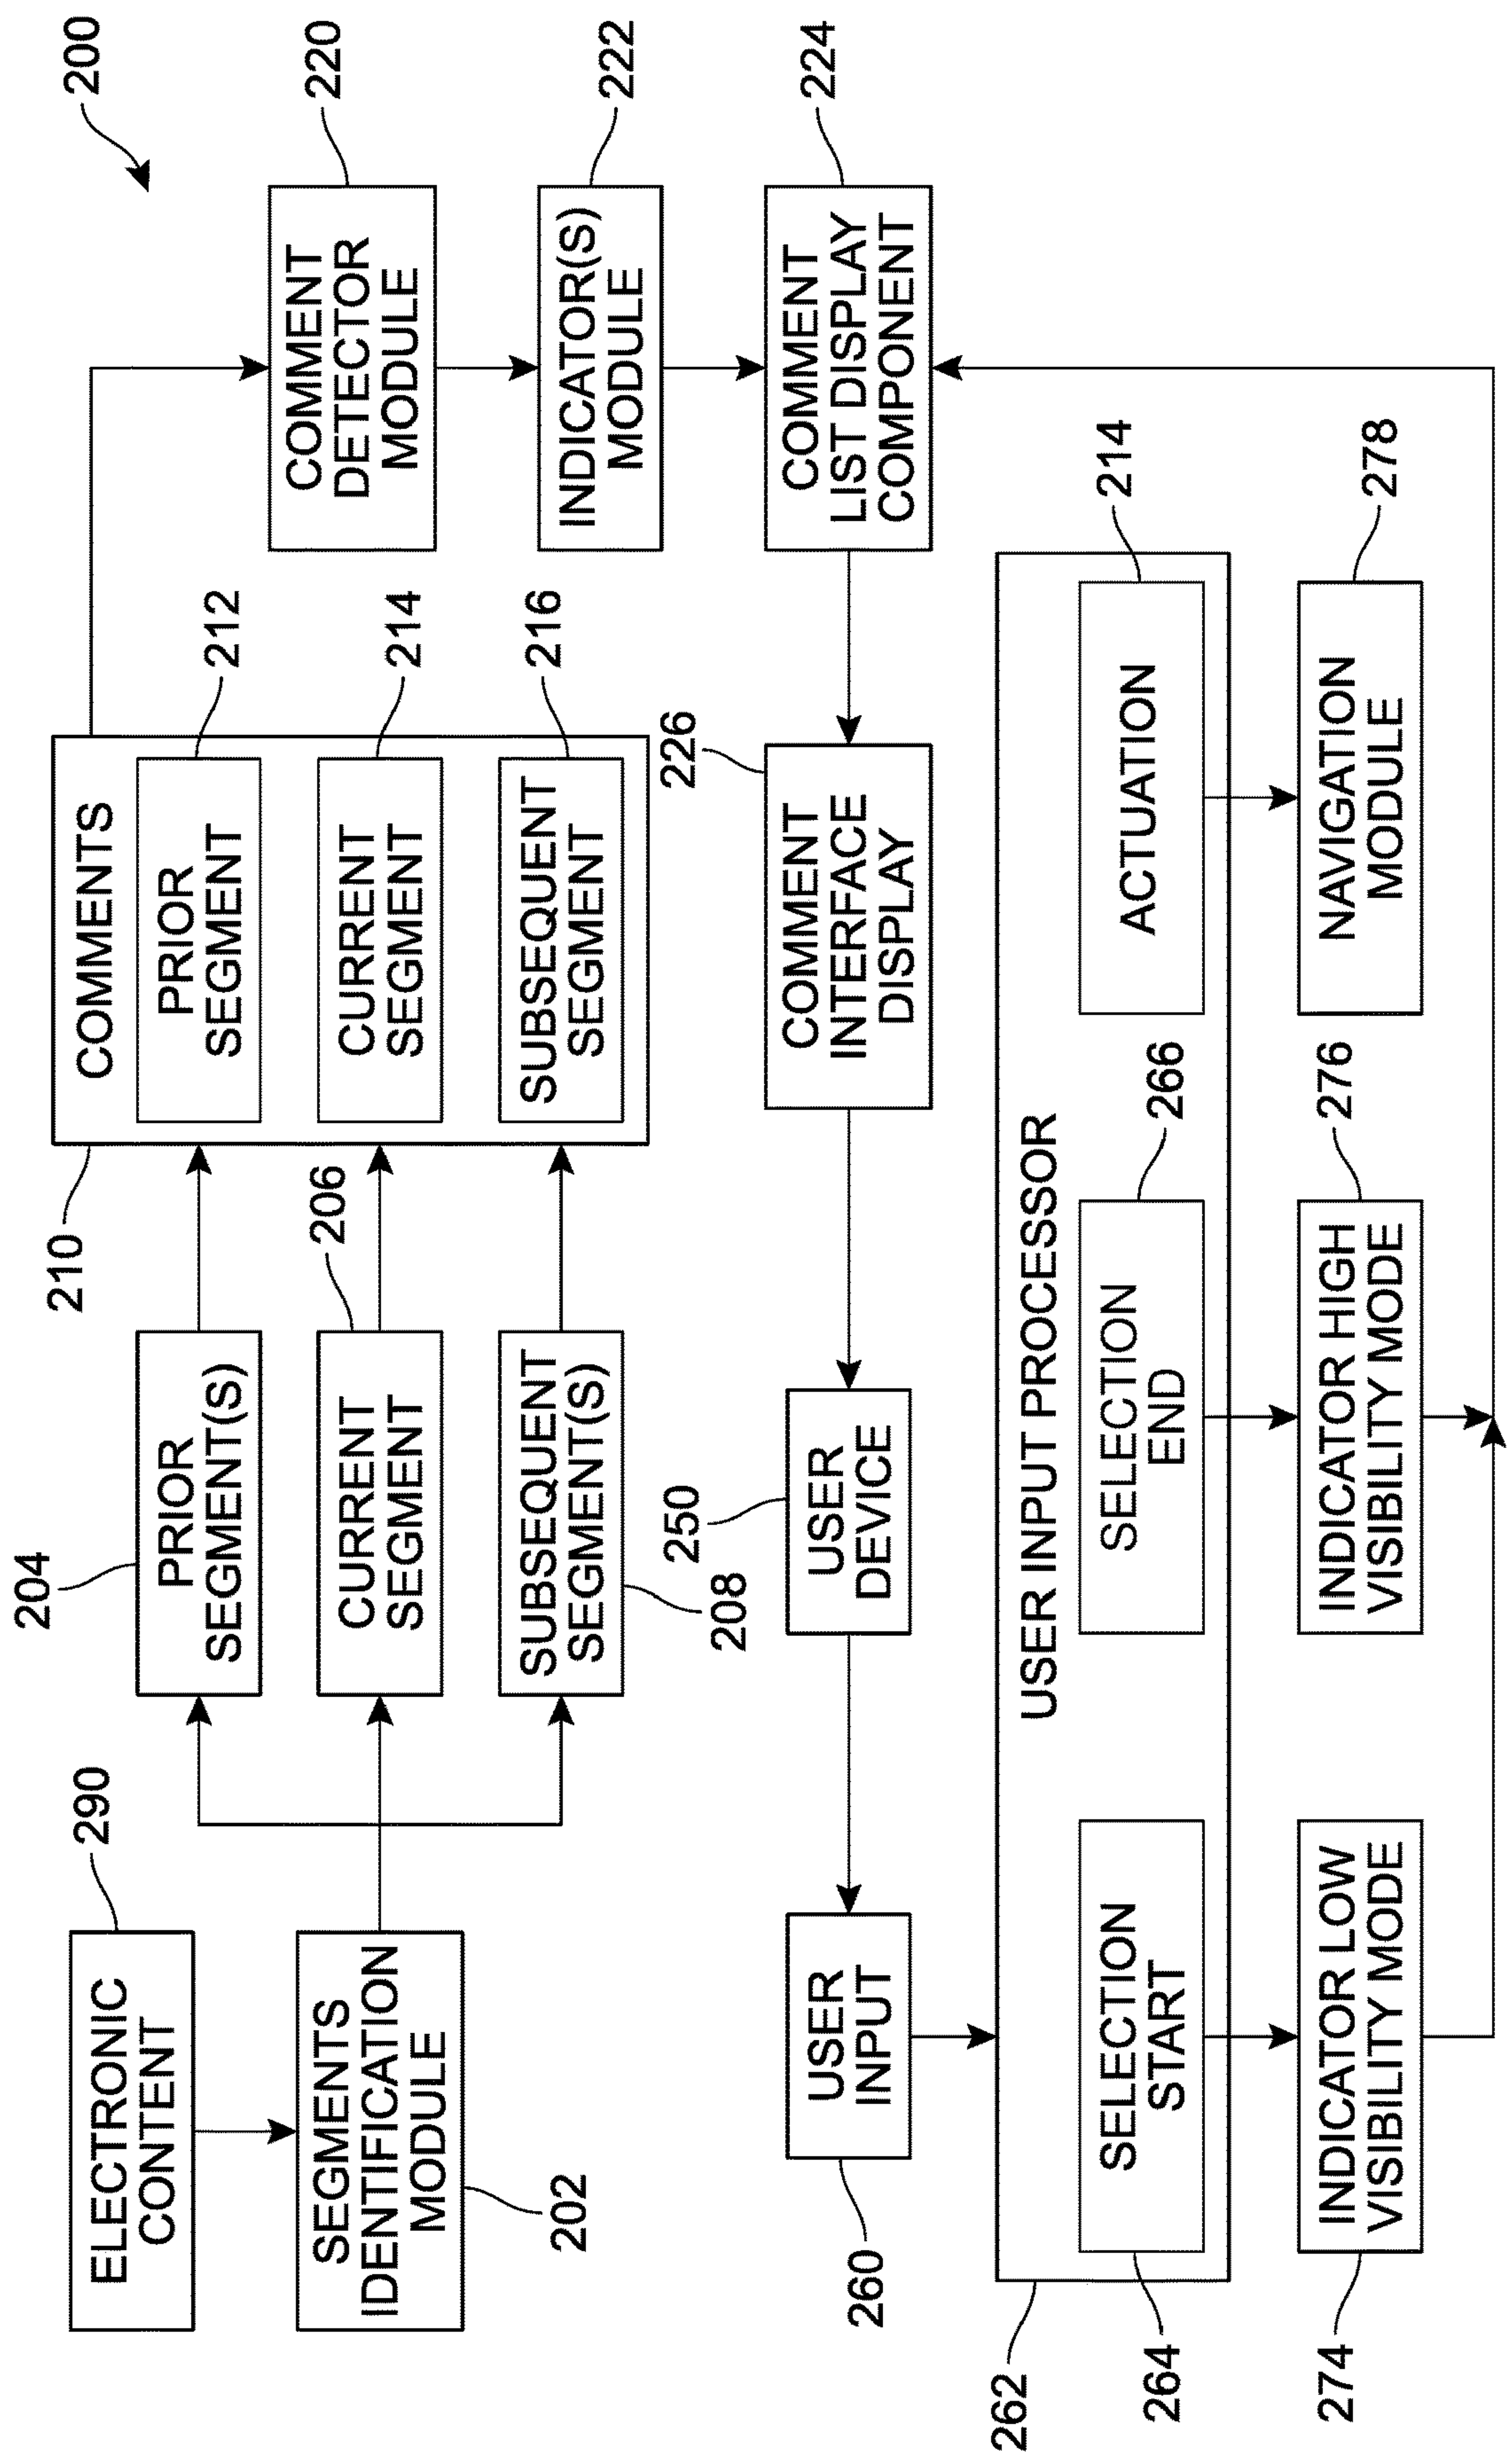 200
290
ELECTRONIC
CONTENT
SEGMENTS
IDENTIFICATION
MODULE
202
204
PRIOR
SEGMENT(S)
206
CURRENT
SEGMENT
SUBSEQUENT
SEGMENT(S)
208
210
COMMENTS
PRIOR
SEGMENT
212
CURRENT
SEGMENT
214
SUBSEQUENT
SEGMENT
216
COMMENT
DETECTOR
MODULE
220
INDICATOR(S)
MODULE
222
COMMENT
LIST DISPLAY
COMPONENT
224
226
COMMENT
INTERFACE
DISPLAY
250
USER
DEVICE
USER
INPUT
260
262
USER INPUT PROCESSOR
SELECTION
START
264
SELECTION
END
266
ACTUATION
214
INDICATOR LOW
VISIBILITY MODE
274
INDICATOR HIGH
VISIBILITY MODE
276
NAVIGATION
MODULE
278